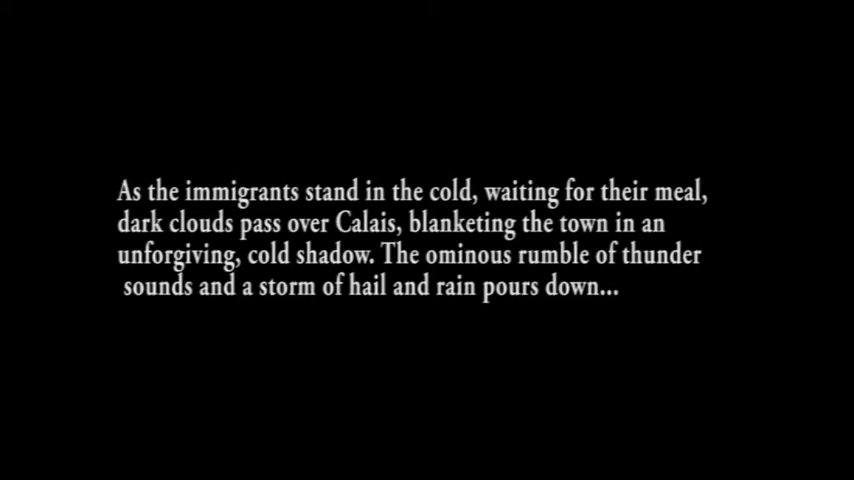 As the immigrants stand in the cold, waiting for their meal,
dark clouds pass over Calais, blanketing the town in an
unforgiving, cold shadow. The ominous rumble of thunder
sounds and a storm of hail and rain pours down...